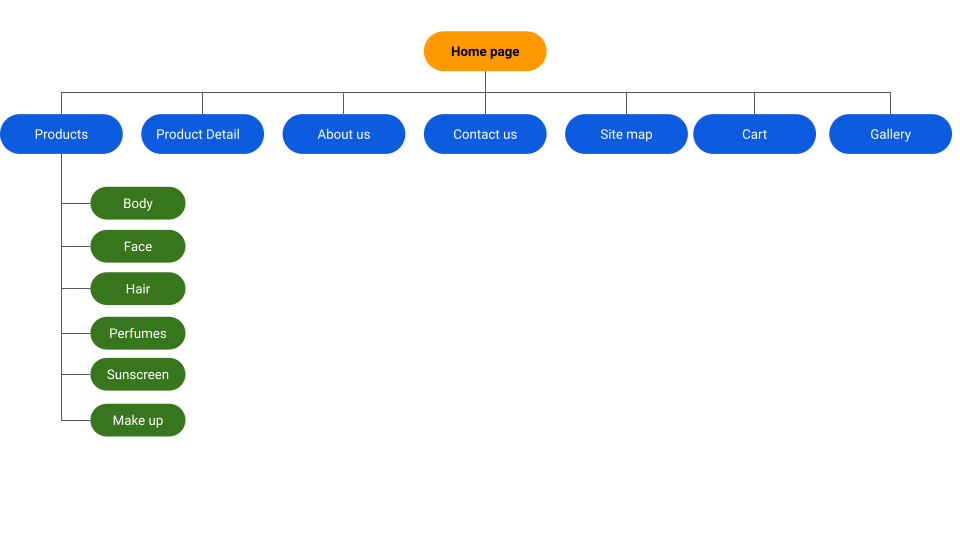 Home page
Products
Product Detail
About us
Contact us
Site map
Cart
Gallery
Body
Face
Hair
Perfumes
Sunscreen
Make up